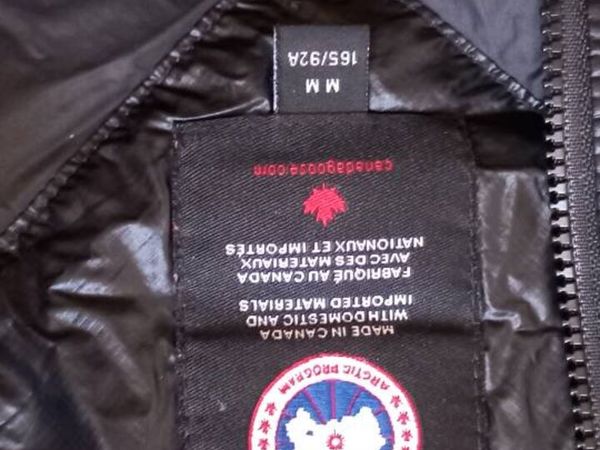 ARCTIC PROGRAM
MADE IN CANADA
WITH DOMESTIC AND
IMPORTED MATERIALS
FABRIQUÉ AU CANADA
AVEC DES MATERIAUX
NATIONAUX ET IMPORTÉS
canadagoose.com
M M
165/92A